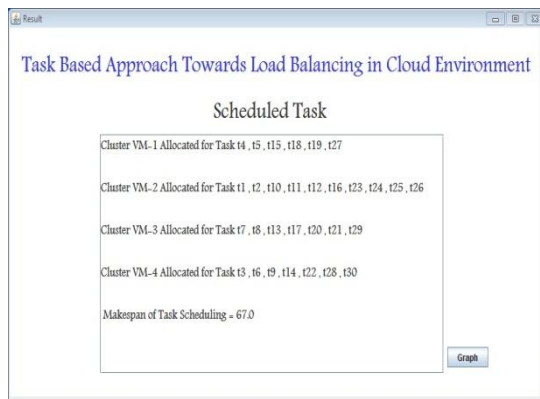 Result
Task Based Approach Towards Load Balancing in Cloud Environment
Scheduled Task
Cluster VM-1 Allocated for Task t4 , t5 , t15 , t18 , t19 , t27
Cluster VM-2 Allocated for Task t1 , t2 , t10 , t11 , t12 , t16 , t23 , t24 , t25 , t26
Cluster VM-3 Allocated for Task t7 , t8 , t13 , t17 , t20 , t21 , t29
Cluster VM-4 Allocated for Task t3 , t6 , t9 , t14 , t22 , t28 , t30
Makespan of Task Scheduling = 67.0
Graph